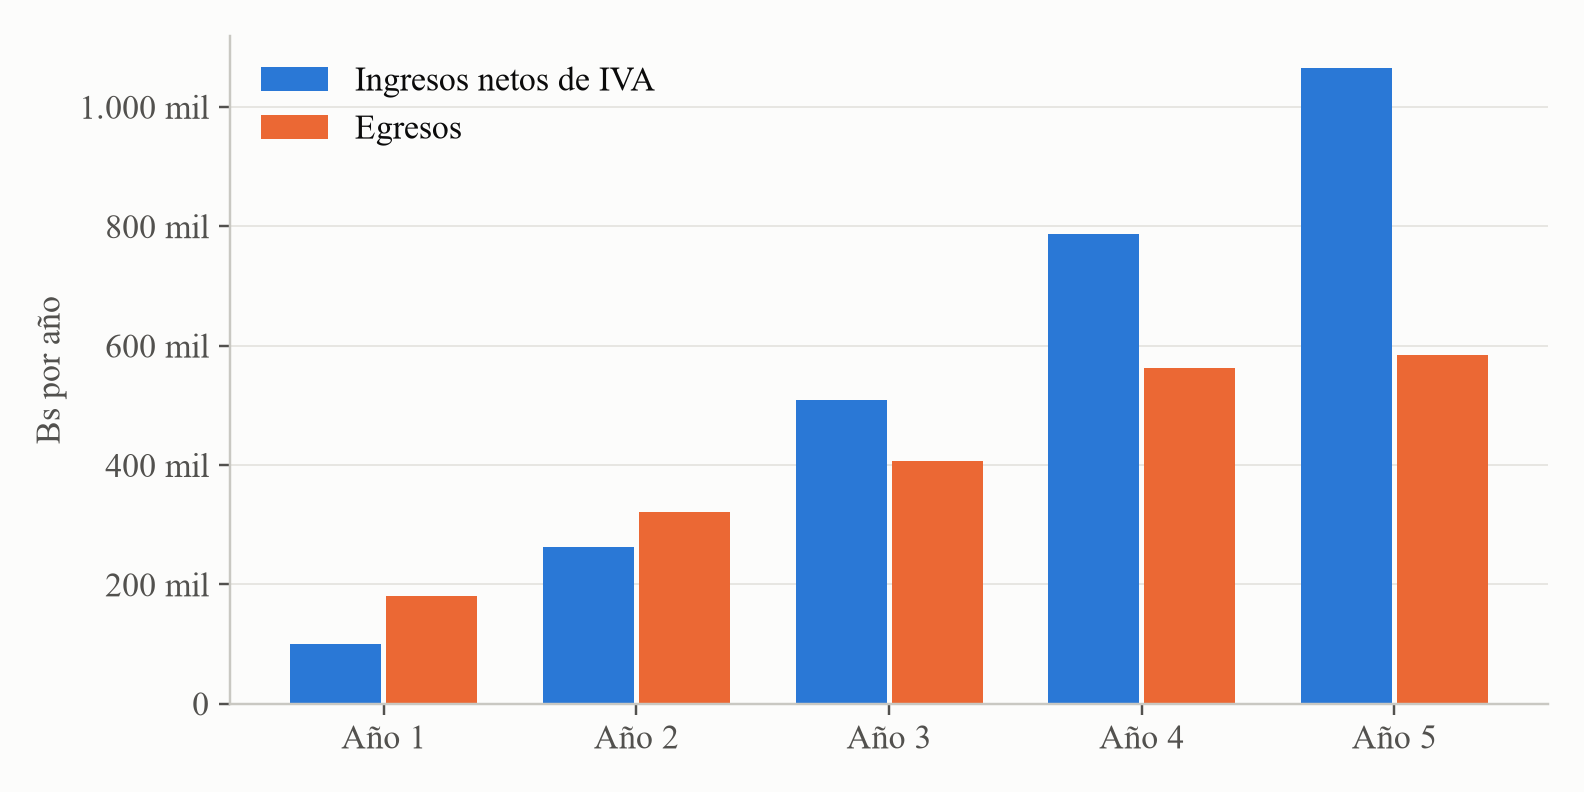 Ingresos netos de IVA
Egresos
Bs por año
1.000 mil
800 mil
600 mil
400 mil
200 mil
0
Año 1
Año 2
Año 3
Año 4
Año 5